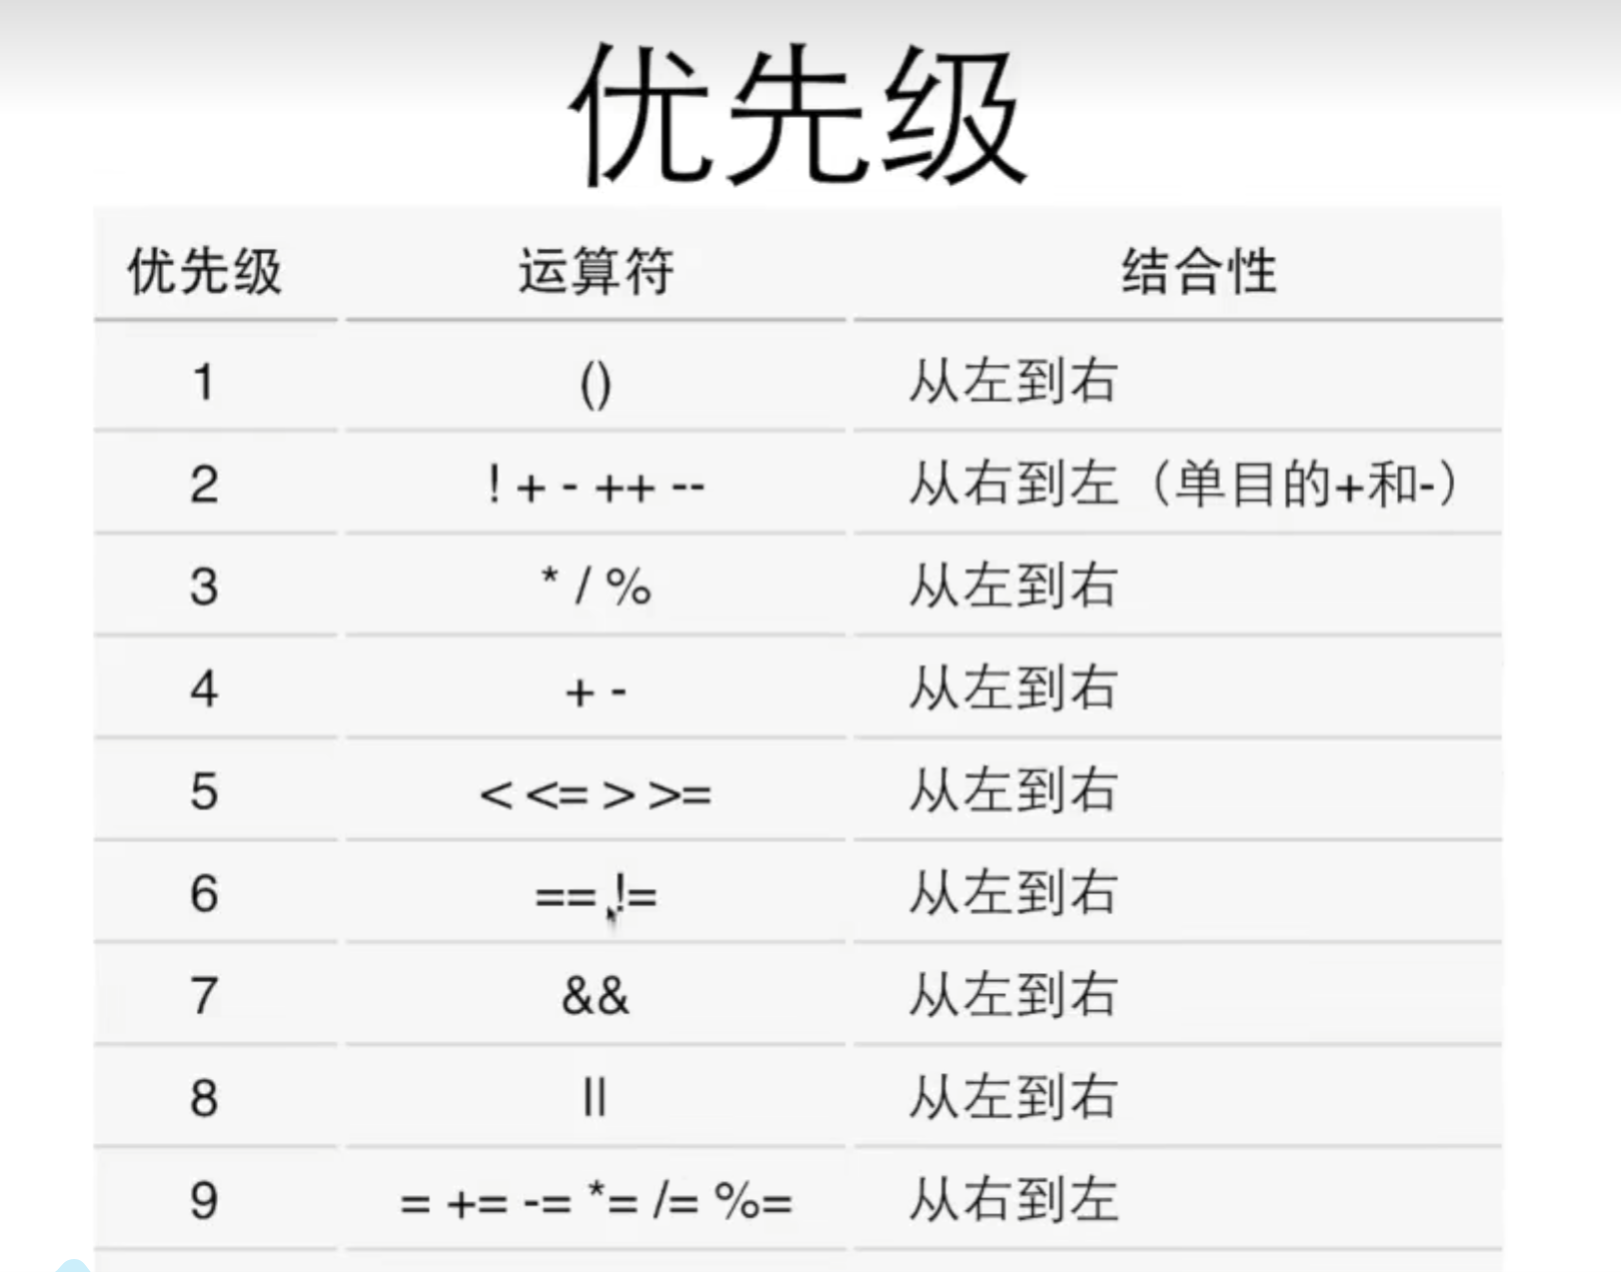 优先级
优先级 运算符 结合性
1 () 从左到右
2 ! + - ++ -- 从右到左（单目的+和-）
3 * / % 从左到右
4 + - 从左到右
5 < <= > >= 从左到右
6 == != 从左到右
7 && 从左到右
8 || 从左到右
9 = += -= *= /= %= 从右到左